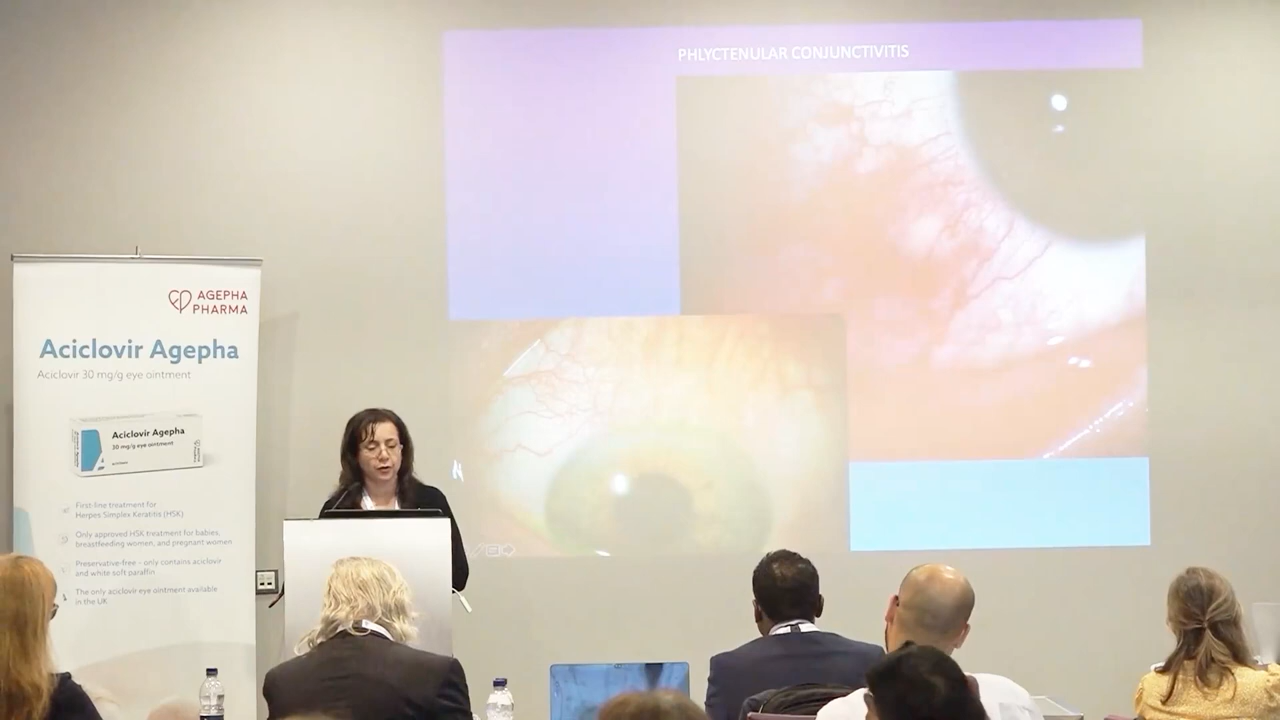 PHLYCTENULAR CONJUNCTIVITIS
AGEPHA
PHARMA
Aciclovir Agepha
Aciclovir 30 mg/g eye ointment
Aciclovir Agepha
30 mg/g eye ointment
First-line treatment for
Herpes Simplex Keratitis (HSK)
Only approved HSK treatment for babies,
breastfeeding women, and pregnant women
Preservative-free – only contains aciclovir
and white soft paraffin
The only aciclovir eye ointment available
in the UK